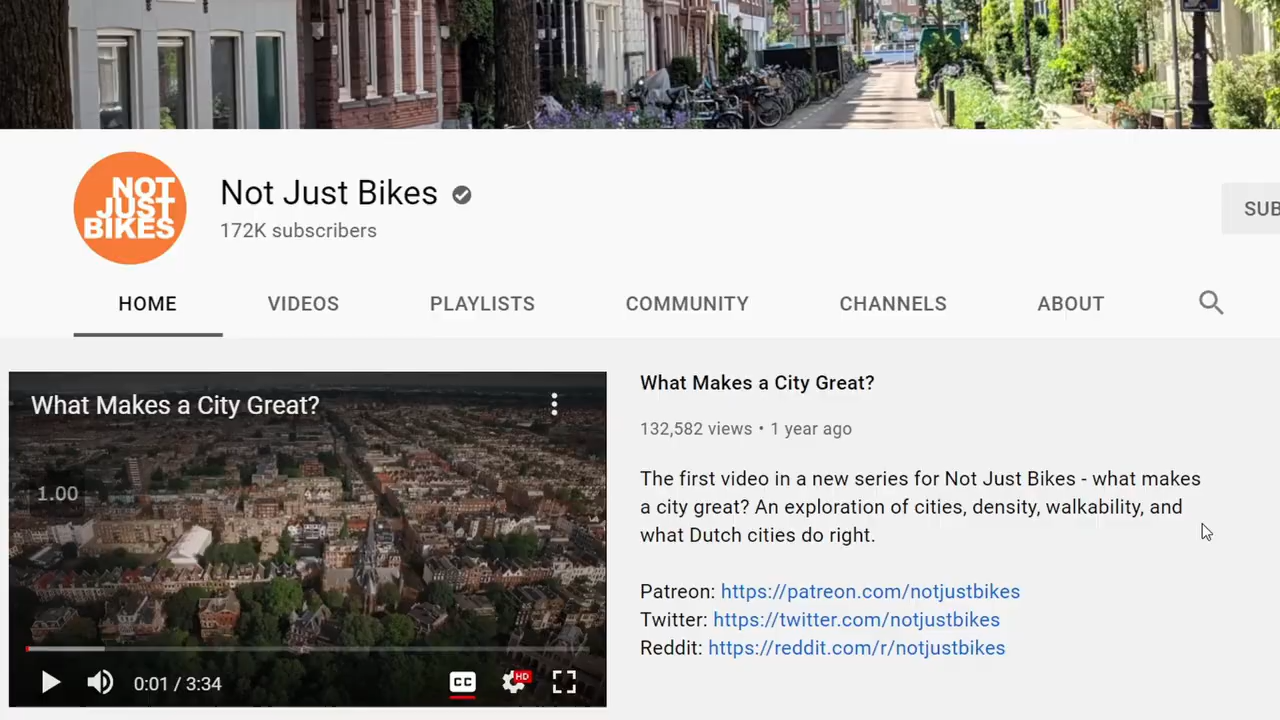 NOT
JUST
BIKES
Not Just Bikes
172K subscribers
SUB
HOME VIDEOS PLAYLISTS COMMUNITY CHANNELS ABOUT
What Makes a City Great?
1.00
0:01 / 3:34
CC
HD
What Makes a City Great?
132,582 views • 1 year ago
The first video in a new series for Not Just Bikes - what makes
a city great? An exploration of cities, density, walkability, and
what Dutch cities do right.
Patreon: https://patreon.com/notjustbikes
Twitter: https://twitter.com/notjustbikes
Reddit: https://reddit.com/r/notjustbikes